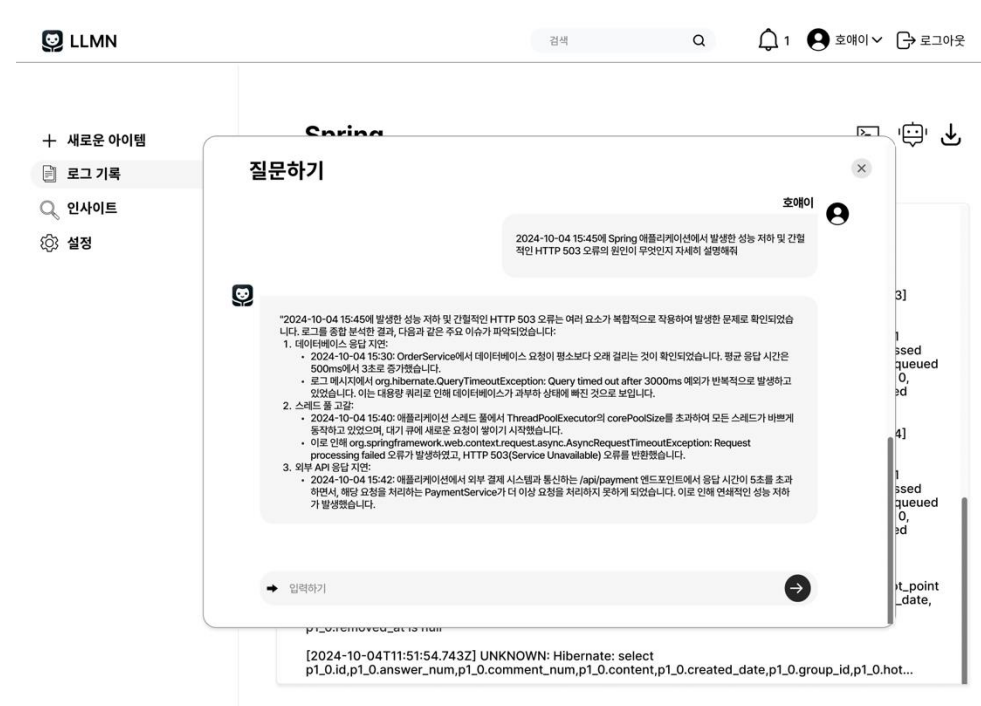 LLMN
검색
1
호얘이
로그아웃
새로운 아이템
로그 기록
인사이트
설정
Spring
질문하기
호얘이
2024-10-04 15:45에 Spring 애플리케이션에서 발생한 성능 저하 및 간헐
적인 HTTP 503 오류의 원인이 무엇인지 자세히 설명해줘
"2024-10-04 15:45에 발생한 성능 저하 및 간헐적인 HTTP 503 오류는 여러 요소가 복합적으로 작용하여 발생한 문제로 확인되었습
니다. 로그를 종합 분석한 결과, 다음과 같은 주요 이슈가 파악되었습니다:
1. 데이터베이스 응답 지연:
• 2024-10-04 15:30: OrderService에서 데이터베이스 요청이 평소보다 오래 걸리는 것이 확인되었습니다. 평균 응답 시간은
500ms에서 3초로 증가했습니다.
• 로그 메시지에서 org.hibernate.QueryTimeoutException: Query timed out after 3000ms 예외가 반복적으로 발생하고
있었습니다. 이는 대용량 쿼리로 인해 데이터베이스가 과부하 상태에 빠진 것으로 보입니다.
2. 스레드 풀 고갈:
• 2024-10-04 15:40: 애플리케이션 스레드 풀에서 ThreadPoolExecutor의 corePoolSize를 초과하여 모든 스레드가 바쁘게
동작하고 있었으며, 대기 큐에 새로운 요청이 쌓이기 시작했습니다.
• 이로 인해 org.springframework.web.context.request.async.AsyncRequestTimeoutException: Request
processing failed 오류가 발생하였고, HTTP 503(Service Unavailable) 오류를 반환했습니다.
3. 외부 API 응답 지연:
• 2024-10-04 15:42: 애플리케이션에서 외부 결제 시스템과 통신하는 /api/payment 엔드포인트에서 응답 시간이 5초를 초과
하면서, 해당 요청을 처리하는 PaymentService가 더 이상 요청을 처리하지 못하게 되었습니다. 이로 인해 연쇄적인 성능 저하
가 발생했습니다.
입력하기
3]
ssed
queued
0,
ed
4]
ssed
queued
0,
ed
ot_point
_date,
p1_0.removed_at is null
[2024-10-04T11:51:54.743Z] UNKNOWN: Hibernate: select
p1_0.id,p1_0.answer_num,p1_0.comment_num,p1_0.content,p1_0.created_date,p1_0.group_id,p1_0.hot...